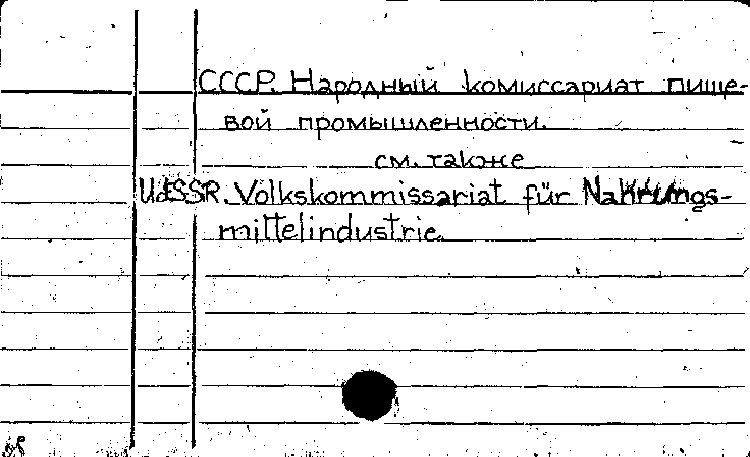 СССР. Народный комиссариат пище-
вой промышленности.
см. также
UdSSR. Volkskommissariat für Nahrungs-
mittelindustrie.